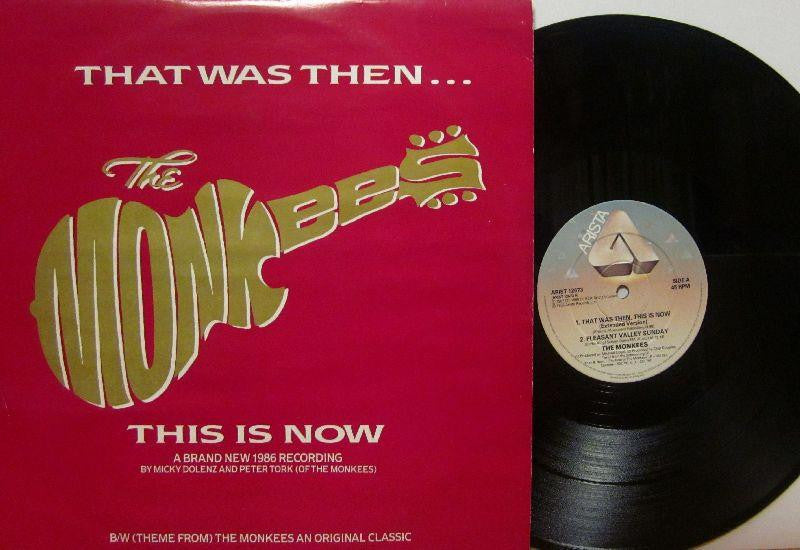 THAT WAS THEN...
The
MONKEES
THIS IS NOW
A BRAND NEW 1986 RECORDING
BY MICKY DOLENZ AND PETER TORK (OF THE MONKEES)
B/W (THEME FROM) THE MONKEES AN ORIGINAL CLASSIC
ARISTA
ARIST 12673
SIDE A
45 RPM
1. THAT WAS THEN, THIS IS NOW
(Extended Version)
2. PLEASANT VALLEY SUNDAY
THE MONKEES